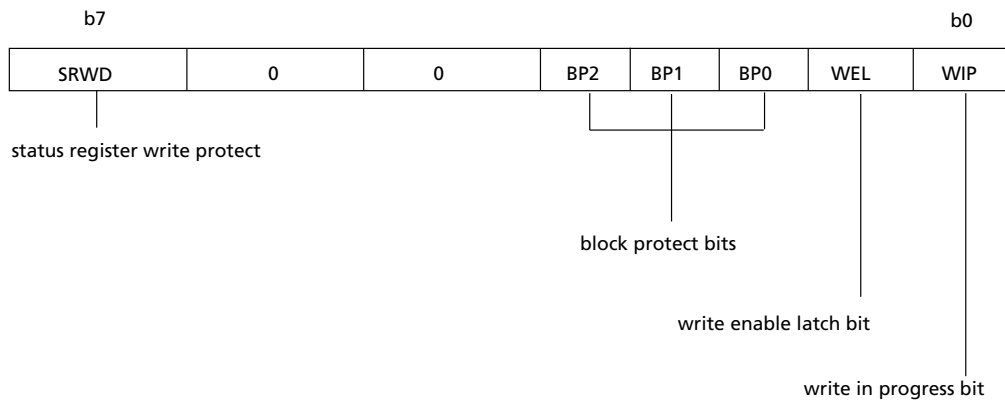 b7 b0
SRWD 0 0 BP2 BP1 BP0 WEL WIP
status register write protect
block protect bits
write enable latch bit
write in progress bit